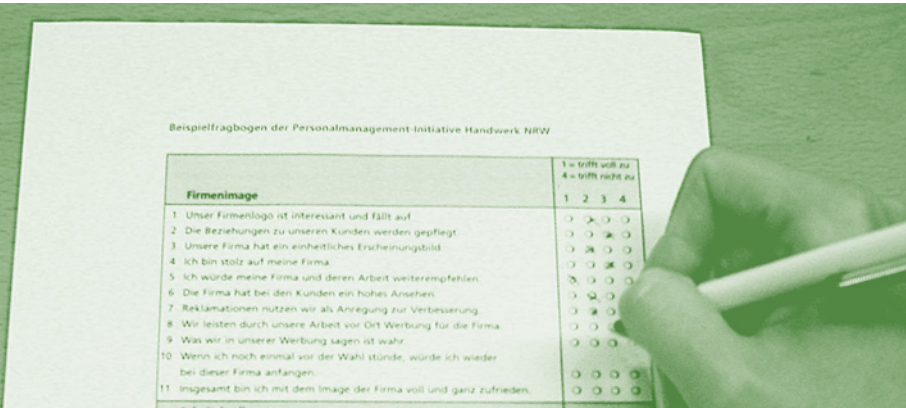 Beispielfragbogen der Personalmanagement-Initiative Handwerk NRW
1 = trifft voll zu
4 = trifft nicht zu
Firmenimage
1 2 3 4
1 Unser Firmenlogo ist interessant und fällt auf.
2 Die Beziehungen zu unseren Kunden werden gepflegt.
3 Unsere Firma hat ein einheitliches Erscheinungsbild.
4 Ich bin stolz auf meine Firma.
5 Ich würde meine Firma und deren Arbeit weiterempfehlen.
6 Die Firma hat bei den Kunden ein hohes Ansehen.
7 Reklamationen nutzen wir als Anregung zur Verbesserung.
8 Wir leisten durch unsere Arbeit vor Ort Werbung für die Firma.
9 Was wir in unserer Werbung sagen ist wahr.
10 Wenn ich noch einmal vor der Wahl stünde, würde ich wieder
bei dieser Firma anfangen.
11 Insgesamt bin ich mit dem Image der Firma voll und ganz zufrieden.